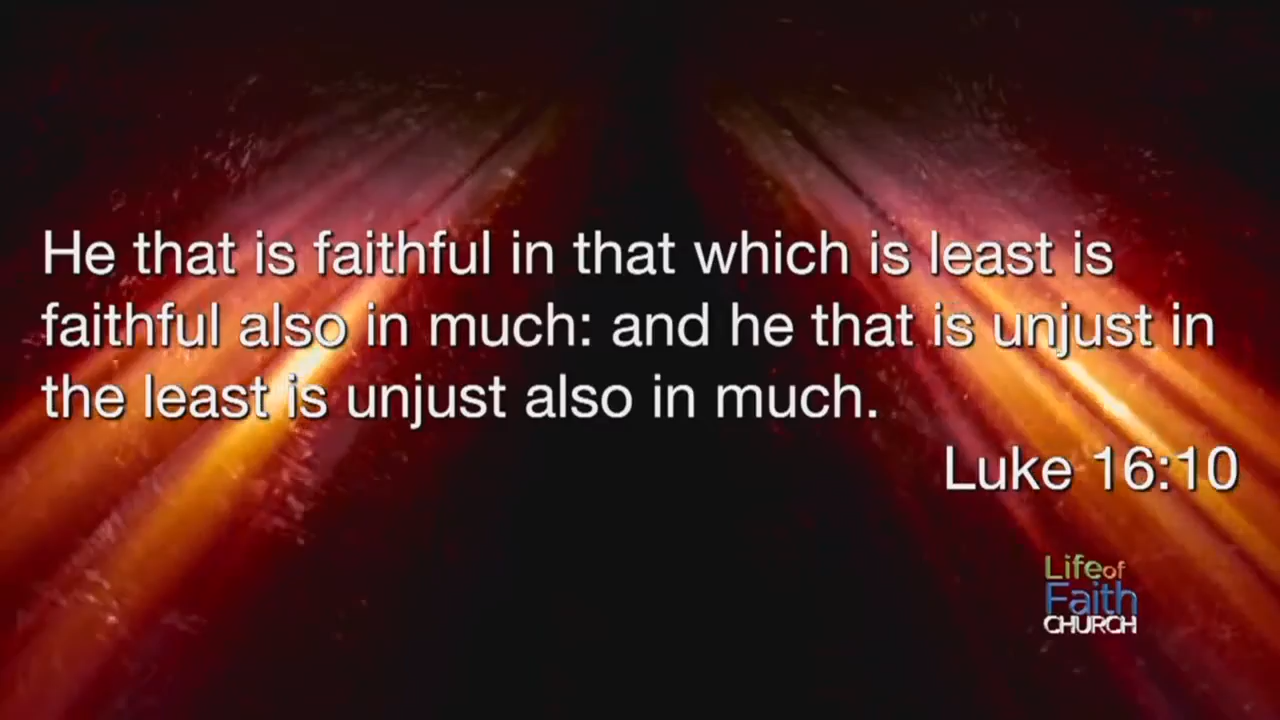 He that is faithful in that which is least is
faithful also in much: and he that is unjust in
the least is unjust also in much.
Luke 16:10
Life of
Faith
CHURCH